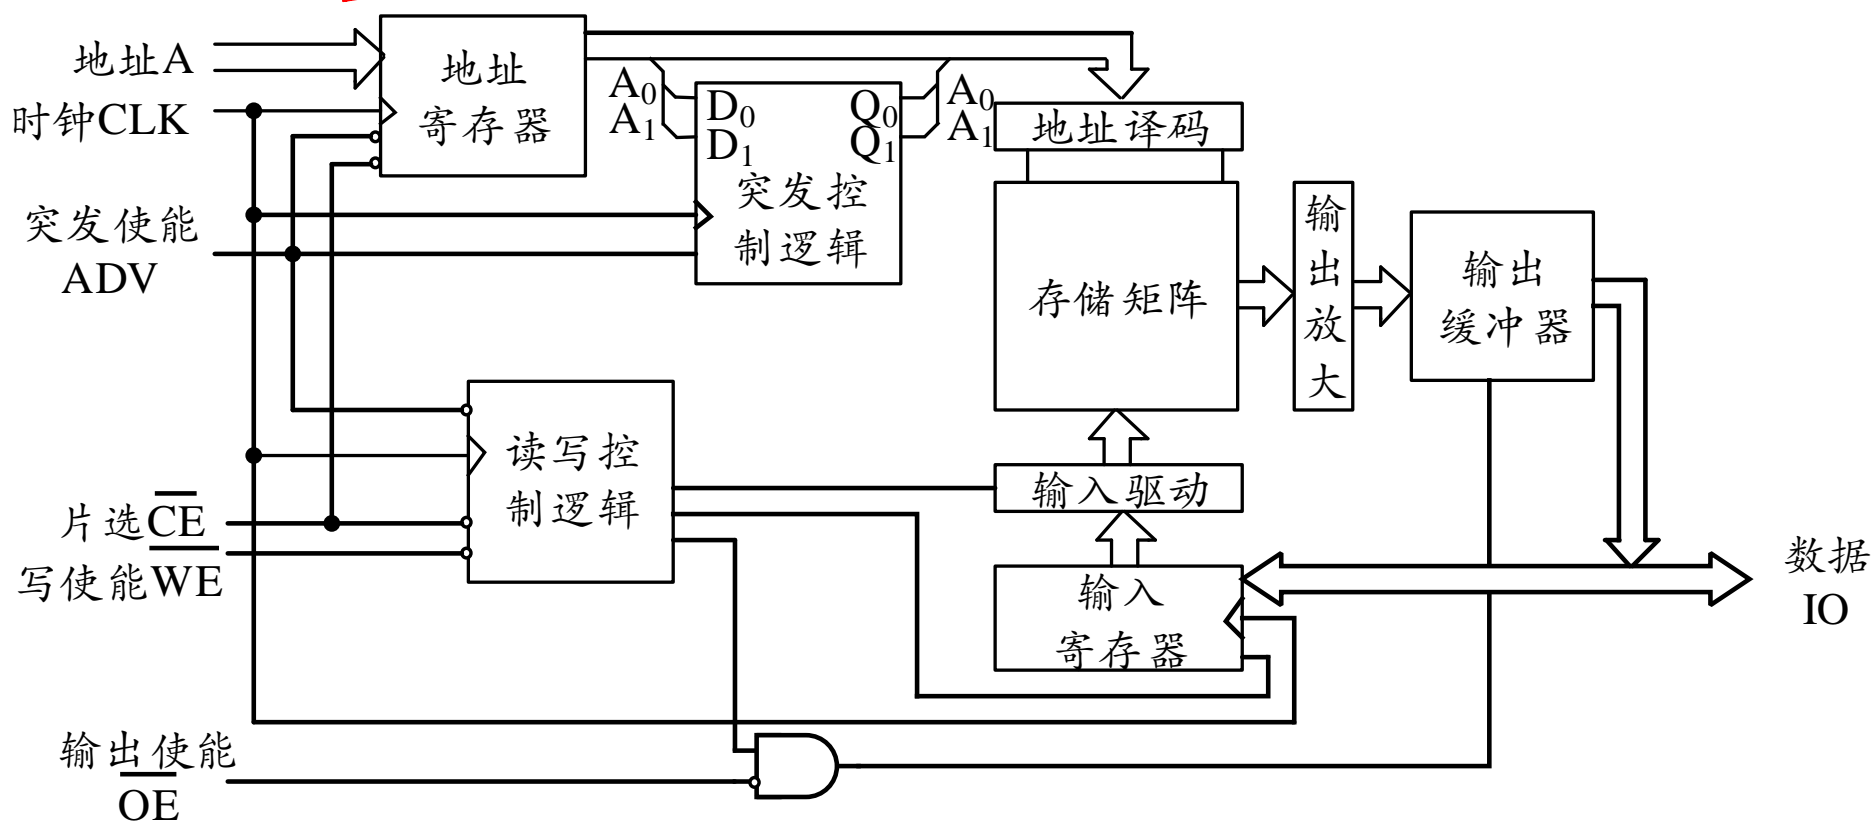 地址A
时钟CLK
突发使能
ADV
片选C̅E̅
写使能W̅E̅
输出使能
O̅E̅
地址
寄存器
A₀
A₁
D₀
D₁
Q₀
Q₁
突发控
制逻辑
A₀
A₁
地址译码
存储矩阵
输
出
放
大
输出
缓冲器
读写控
制逻辑
输入驱动
输入
寄存器
数据
IO